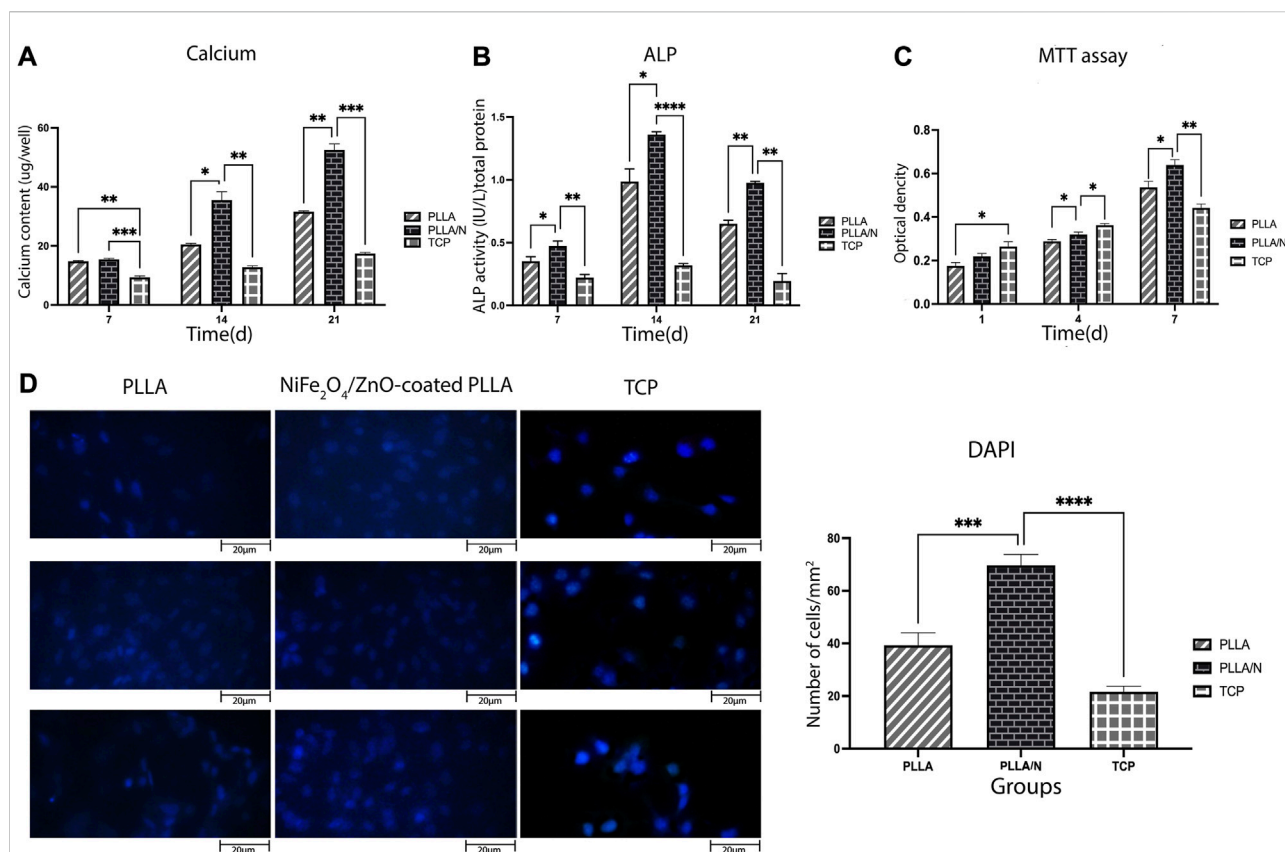 A
Calcium
Calcium content (ug/well)
60
40
20
0
**
***
*
**
**
***
7
14
21
Time(d)
PLLA
PLLA/N
TCP
B
ALP
ALP activity (IU/L)total protein
1.5
1.0
0.5
0.0
*
**
*
****
**
**
7
14
21
Time(d)
PLLA
PLLA/N
TCP
C
MTT assay
Optical dencity
0.8
0.6
0.4
0.2
0.0
*
*
*
*
**
1
4
7
Time(d)
PLLA
PLLA/N
TCP
D
PLLA
NiFe₂O₄/ZnO-coated PLLA
TCP
20µm
20µm
20µm
20µm
20µm
20µm
20µm
20µm
20µm
DAPI
Number of cells/mm²
80
60
40
20
0
***
****
PLLA
PLLA/N
TCP
Groups
PLLA
PLLA/N
TCP